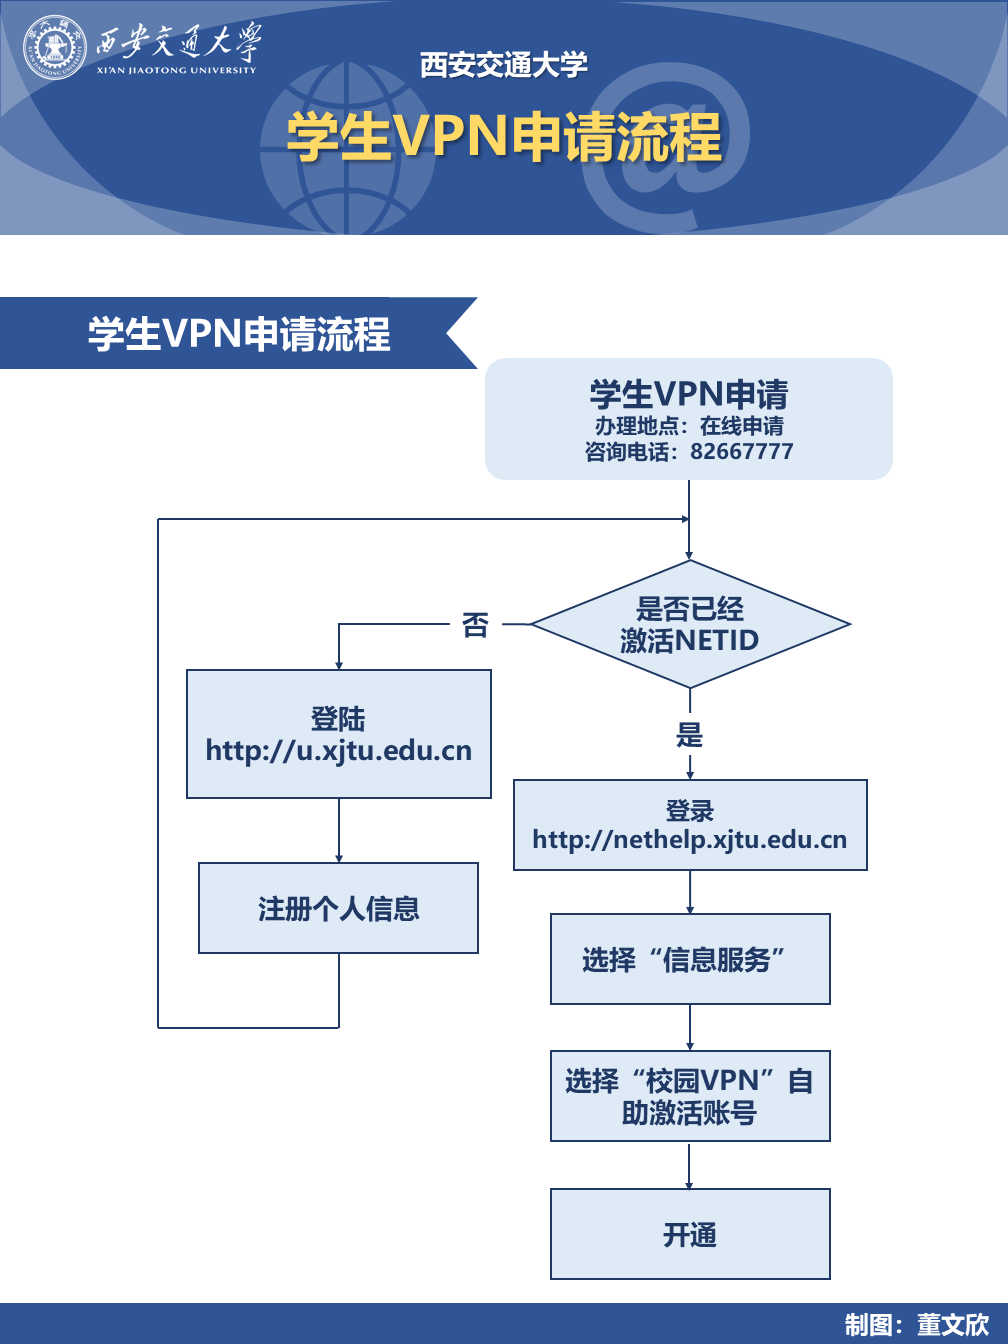 西安交通大学
XI'AN JIAOTONG UNIVERSITY
西安交通大学
学生VPN申请流程
学生VPN申请流程
学生VPN申请
办理地点：在线申请
咨询电话：82667777
是否已经
激活NETID
否
登陆
http://u.xjtu.edu.cn
是
登录
http://nethelp.xjtu.edu.cn
注册个人信息
选择“信息服务”
选择“校园VPN”自
助激活账号
开通
制图：董文欣